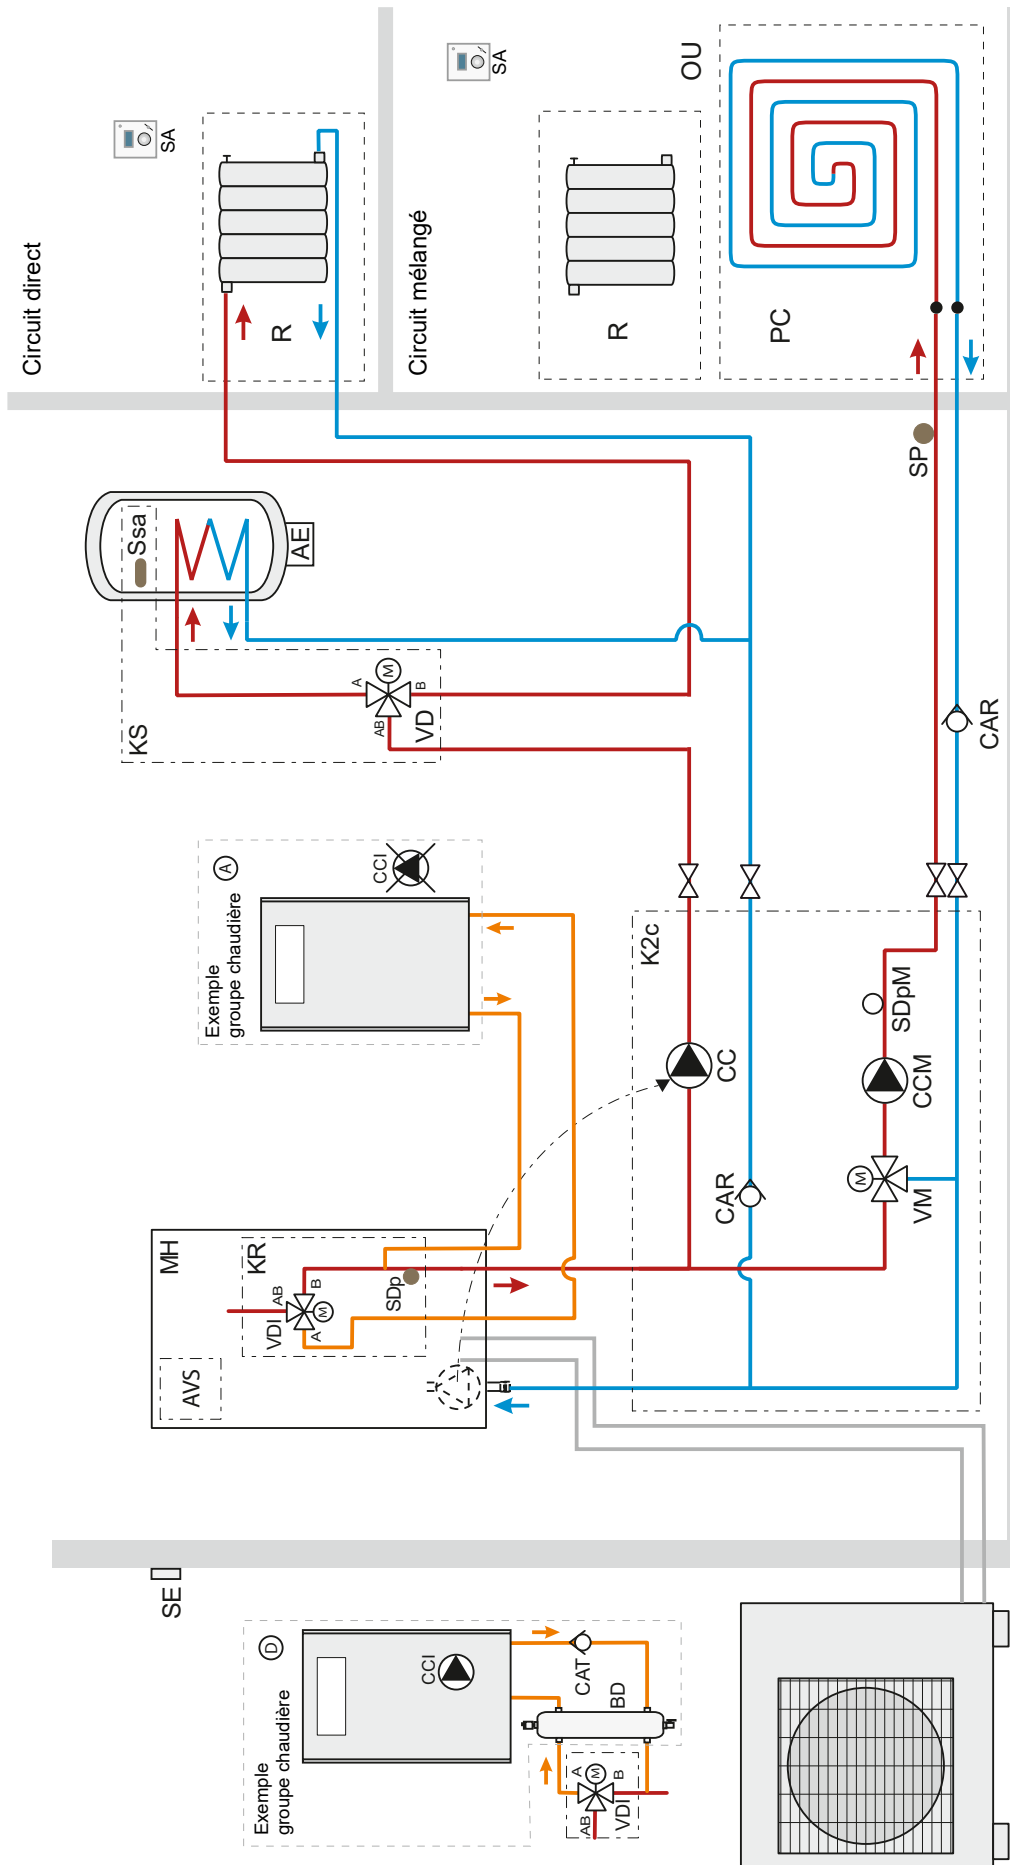 Circuit direct
SA
R
Circuit mélangé
SA
R
OU
PC
SP
Ssa
AE
KS
A
M
B
AB
VD
CAR
Exemple
groupe chaudière
A
CCI
K2c
CC
SDpM
CCM
CAR
M
VM
MH
KR
AB
B
VDI
M
A
SDp
AVS
SE
Exemple
groupe chaudière
D
CCI
CAT
BD
A
M
B
AB
VDI